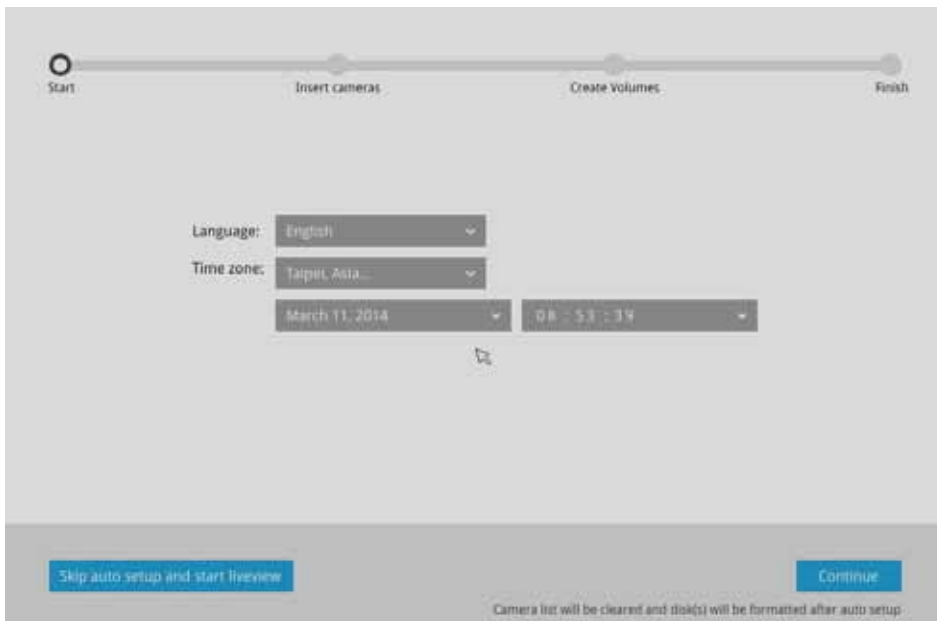 Start Insert cameras Create Volumes Finish
Language: English
Time zone: Taipei, Asia...
March 11, 2014 08 : 53 : 39
Skip auto setup and start liveview Continue
Camera list will be cleared and disk(s) will be formatted after auto setup